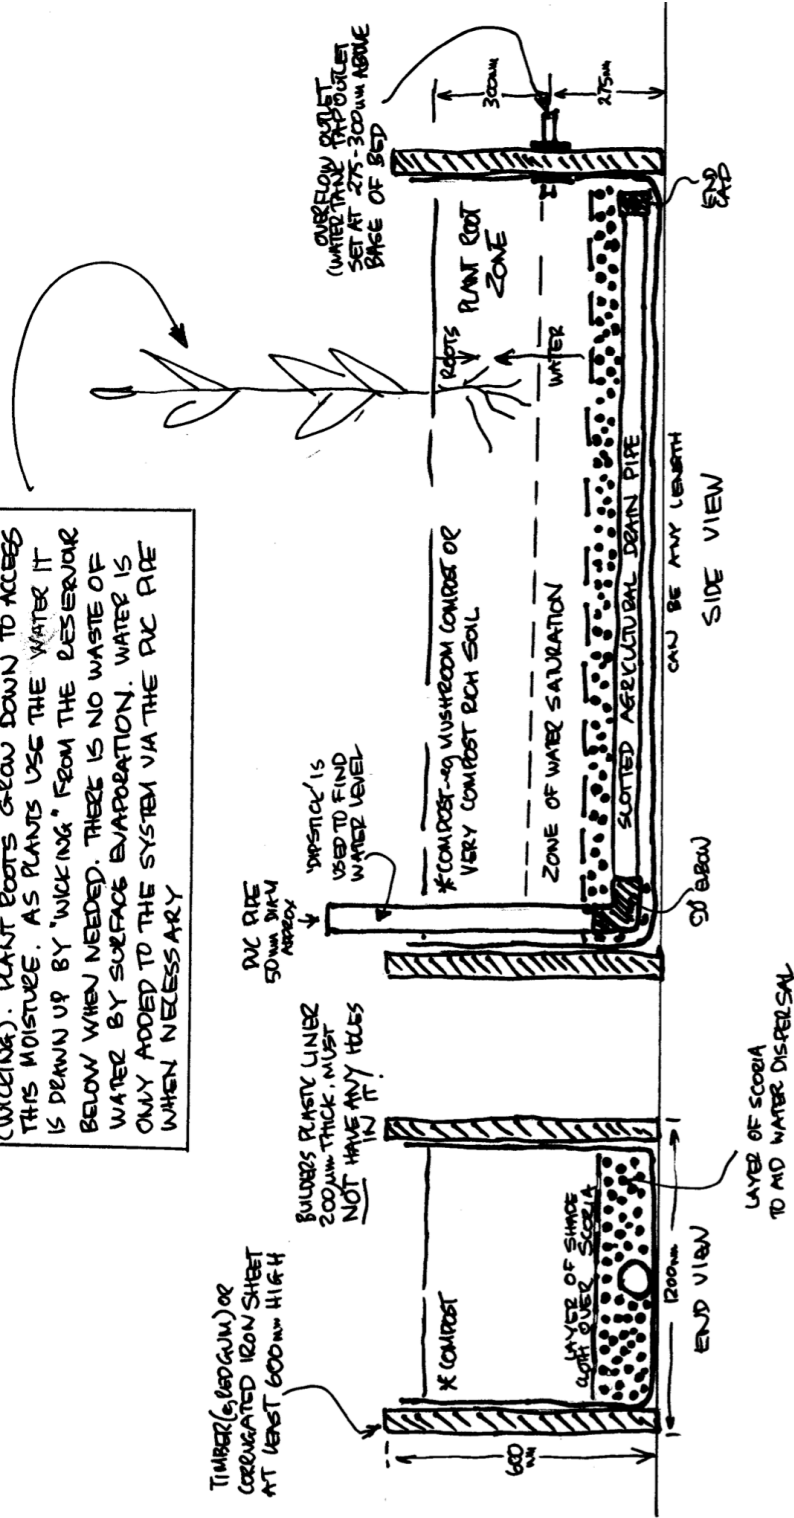 (WICKING). PLANT ROOTS GROW DOWN TO ACCESS
THIS MOISTURE. AS PLANTS USE THE WATER IT
IS DRAWN UP BY "WICKING" FROM THE RESERVOIR
BELOW WHEN NEEDED. THERE IS NO WASTE OF
WATER BY SURFACE EVAPORATION. WATER IS
ONLY ADDED TO THE SYSTEM VIA THE PVC PIPE
WHEN NECESSARY
TIMBER (eg REDGUM) OR
CORRUGATED IRON SHEET
AT LEAST 600mm HIGH
BUILDERS PLASTIC LINER
200µm THICK, MUST
NOT HAVE ANY HOLES
IN IT!
PVC PIPE
50mm DIAM
APPROX
'DIPSTICK' IS
USED TO FIND
WATER LEVEL
OVERFLOW OUTLET
(WATER TANK TAP OUTLET
SET AT 275-300mm ABOVE
BASE OF BED
600
mm
* COMPOST
LAYER OF SHADE
CLOTH OVER SCORIA
1200mm
END VIEW
LAYER OF SCORIA
TO AID WATER DISPERSAL
* COMPOST-eg MUSHROOM COMPOST OR
VERY COMPOST RICH SOIL
ZONE OF WATER SATURATION
ROOTS
PLANT ROOT
ZONE
WATER
SLOTTED AGRICULTURAL DRAIN PIPE
90° ELBOW
END
CAP
300mm
275mm
CAN BE ANY LENGTH
SIDE VIEW